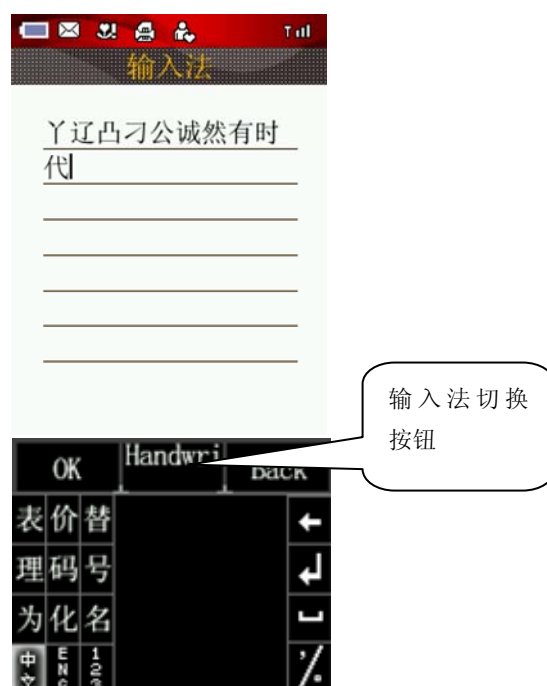 输入法
丫辽凸刁公诚然有时
代
输入法切换
按钮
OK Handwri Back
表价替
理码号
为化名
中文 ENG 123 ,/。